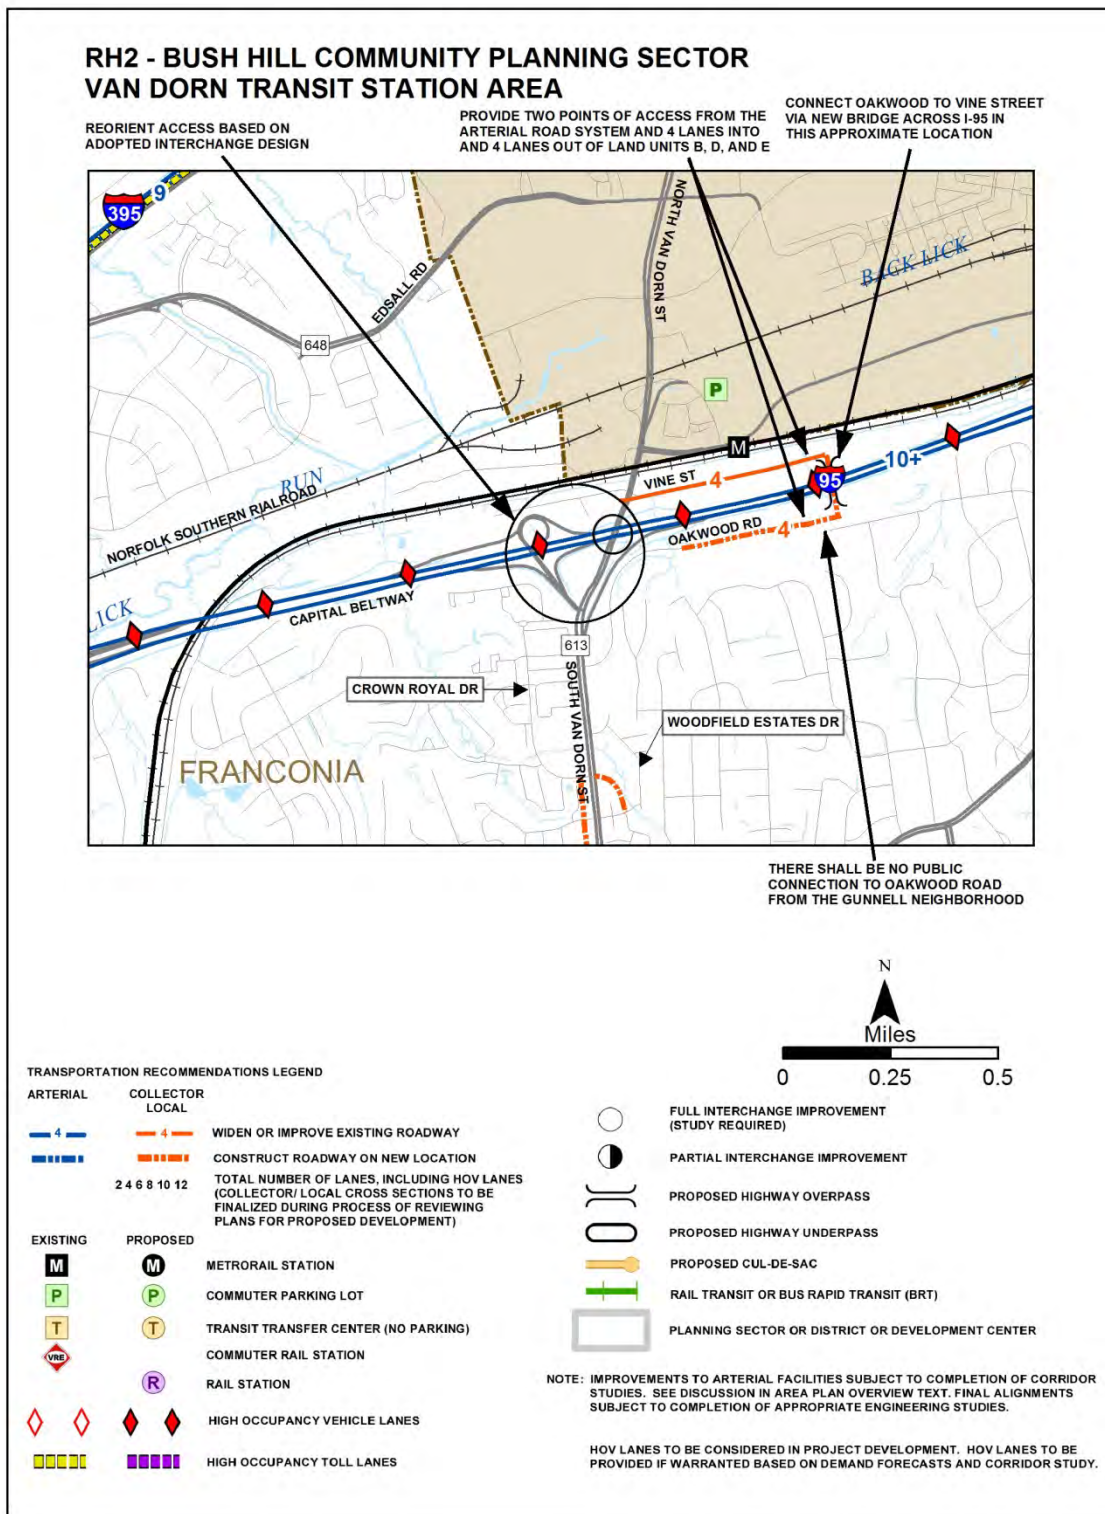 RH2 - BUSH HILL COMMUNITY PLANNING SECTOR
VAN DORN TRANSIT STATION AREA
REORIENT ACCESS BASED ON
ADOPTED INTERCHANGE DESIGN
PROVIDE TWO POINTS OF ACCESS FROM THE
ARTERIAL ROAD SYSTEM AND 4 LANES INTO
AND 4 LANES OUT OF LAND UNITS B, D, AND E
CONNECT OAKWOOD TO VINE STREET
VIA NEW BRIDGE ACROSS I-95 IN
THIS APPROXIMATE LOCATION
9
395
EDSALL RD
648
NORTH VAN DORN ST
BACK LICK
P
M
RUN
NORFOLK SOUTHERN RIALROAD
VINE ST
4
95
10+
OAKWOOD RD
4
LICK
CAPITAL BELTWAY
613
SOUTH VAN DORN ST
CROWN ROYAL DR
WOODFIELD ESTATES DR
FRANCONIA
THERE SHALL BE NO PUBLIC
CONNECTION TO OAKWOOD ROAD
FROM THE GUNNELL NEIGHBORHOOD
N
Miles
0 0.25 0.5
TRANSPORTATION RECOMMENDATIONS LEGEND
ARTERIAL
COLLECTOR
LOCAL
4 4 WIDEN OR IMPROVE EXISTING ROADWAY
CONSTRUCT ROADWAY ON NEW LOCATION
2 4 6 8 10 12 TOTAL NUMBER OF LANES, INCLUDING HOV LANES
(COLLECTOR/ LOCAL CROSS SECTIONS TO BE
FINALIZED DURING PROCESS OF REVIEWING
PLANS FOR PROPOSED DEVELOPMENT)
EXISTING PROPOSED
M M METRORAIL STATION
P P COMMUTER PARKING LOT
T T TRANSIT TRANSFER CENTER (NO PARKING)
VRE COMMUTER RAIL STATION
R RAIL STATION
HIGH OCCUPANCY VEHICLE LANES
HIGH OCCUPANCY TOLL LANES
FULL INTERCHANGE IMPROVEMENT
(STUDY REQUIRED)
PARTIAL INTERCHANGE IMPROVEMENT
PROPOSED HIGHWAY OVERPASS
PROPOSED HIGHWAY UNDERPASS
PROPOSED CUL-DE-SAC
RAIL TRANSIT OR BUS RAPID TRANSIT (BRT)
PLANNING SECTOR OR DISTRICT OR DEVELOPMENT CENTER
NOTE: IMPROVEMENTS TO ARTERIAL FACILITIES SUBJECT TO COMPLETION OF CORRIDOR
STUDIES. SEE DISCUSSION IN AREA PLAN OVERVIEW TEXT. FINAL ALIGNMENTS
SUBJECT TO COMPLETION OF APPROPRIATE ENGINEERING STUDIES.
HOV LANES TO BE CONSIDERED IN PROJECT DEVELOPMENT. HOV LANES TO BE
PROVIDED IF WARRANTED BASED ON DEMAND FORECASTS AND CORRIDOR STUDY.